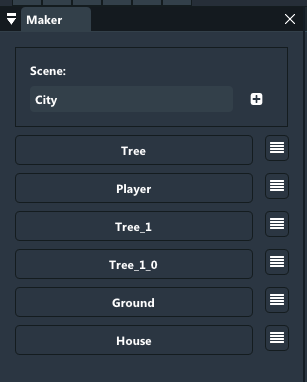 Maker
Scene:
City
Tree
Player
Tree_1
Tree_1_0
Ground
House